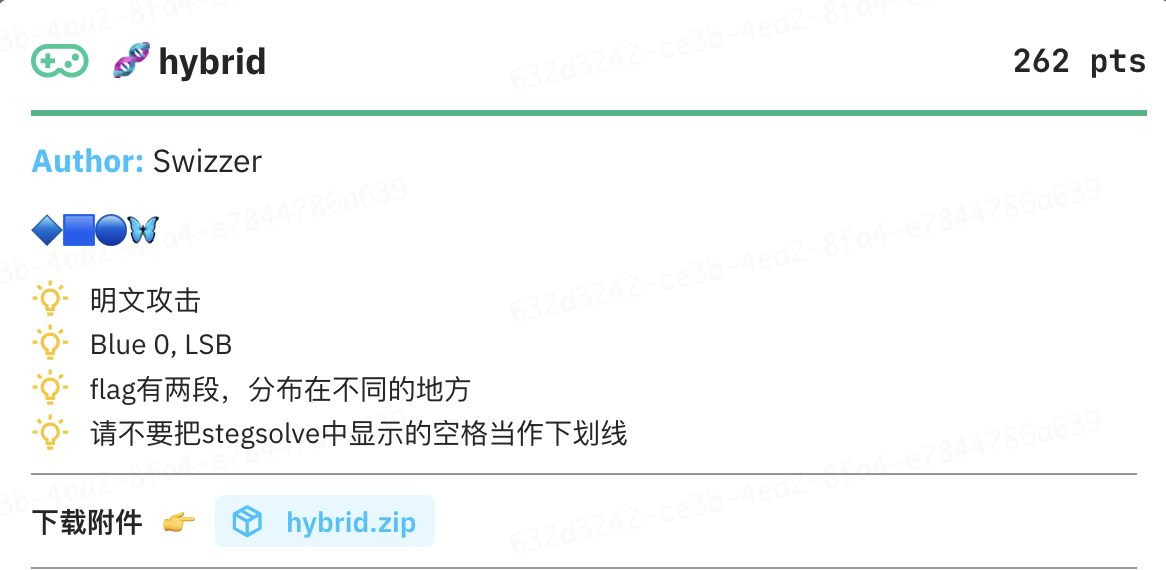 🧬 hybrid 262 pts
Author: Swizzer
🔷🟦🔵🦋
明文攻击
Blue 0, LSB
flag有两段，分布在不同的地方
请不要把stegsolve中显示的空格当作下划线
下载附件 👉 hybrid.zip
632d3242-ce3b-4ea2-8fa4-e7844786a639